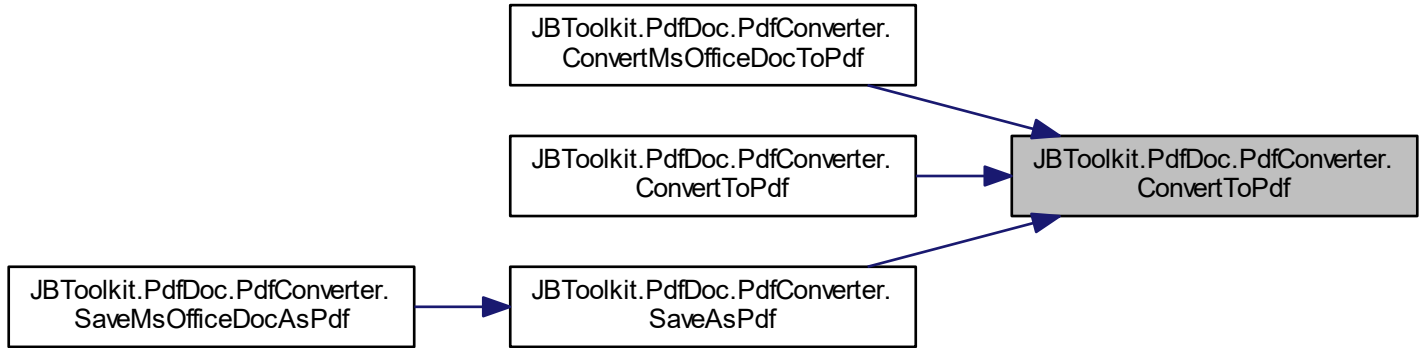 JBToolkit.PdfDoc.PdfConverter.
ConvertMsOfficeDocToPdf
JBToolkit.PdfDoc.PdfConverter.
ConvertToPdf
JBToolkit.PdfDoc.PdfConverter.
ConvertToPdf
JBToolkit.PdfDoc.PdfConverter.
SaveMsOfficeDocAsPdf
JBToolkit.PdfDoc.PdfConverter.
SaveAsPdf